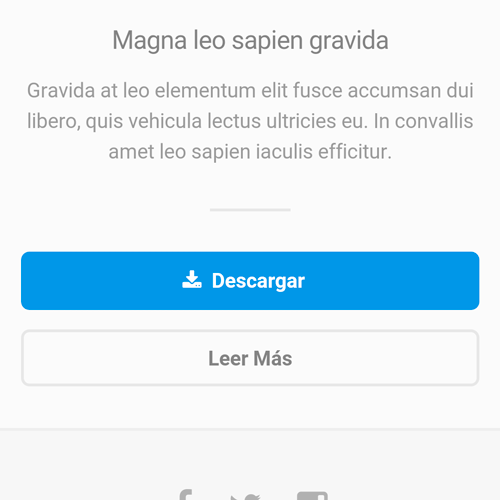 Magna leo sapien gravida
Gravida at leo elementum elit fusce accumsan dui
libero, quis vehicula lectus ultricies eu. In convallis
amet leo sapien iaculis efficitur.
Descargar
Leer Más